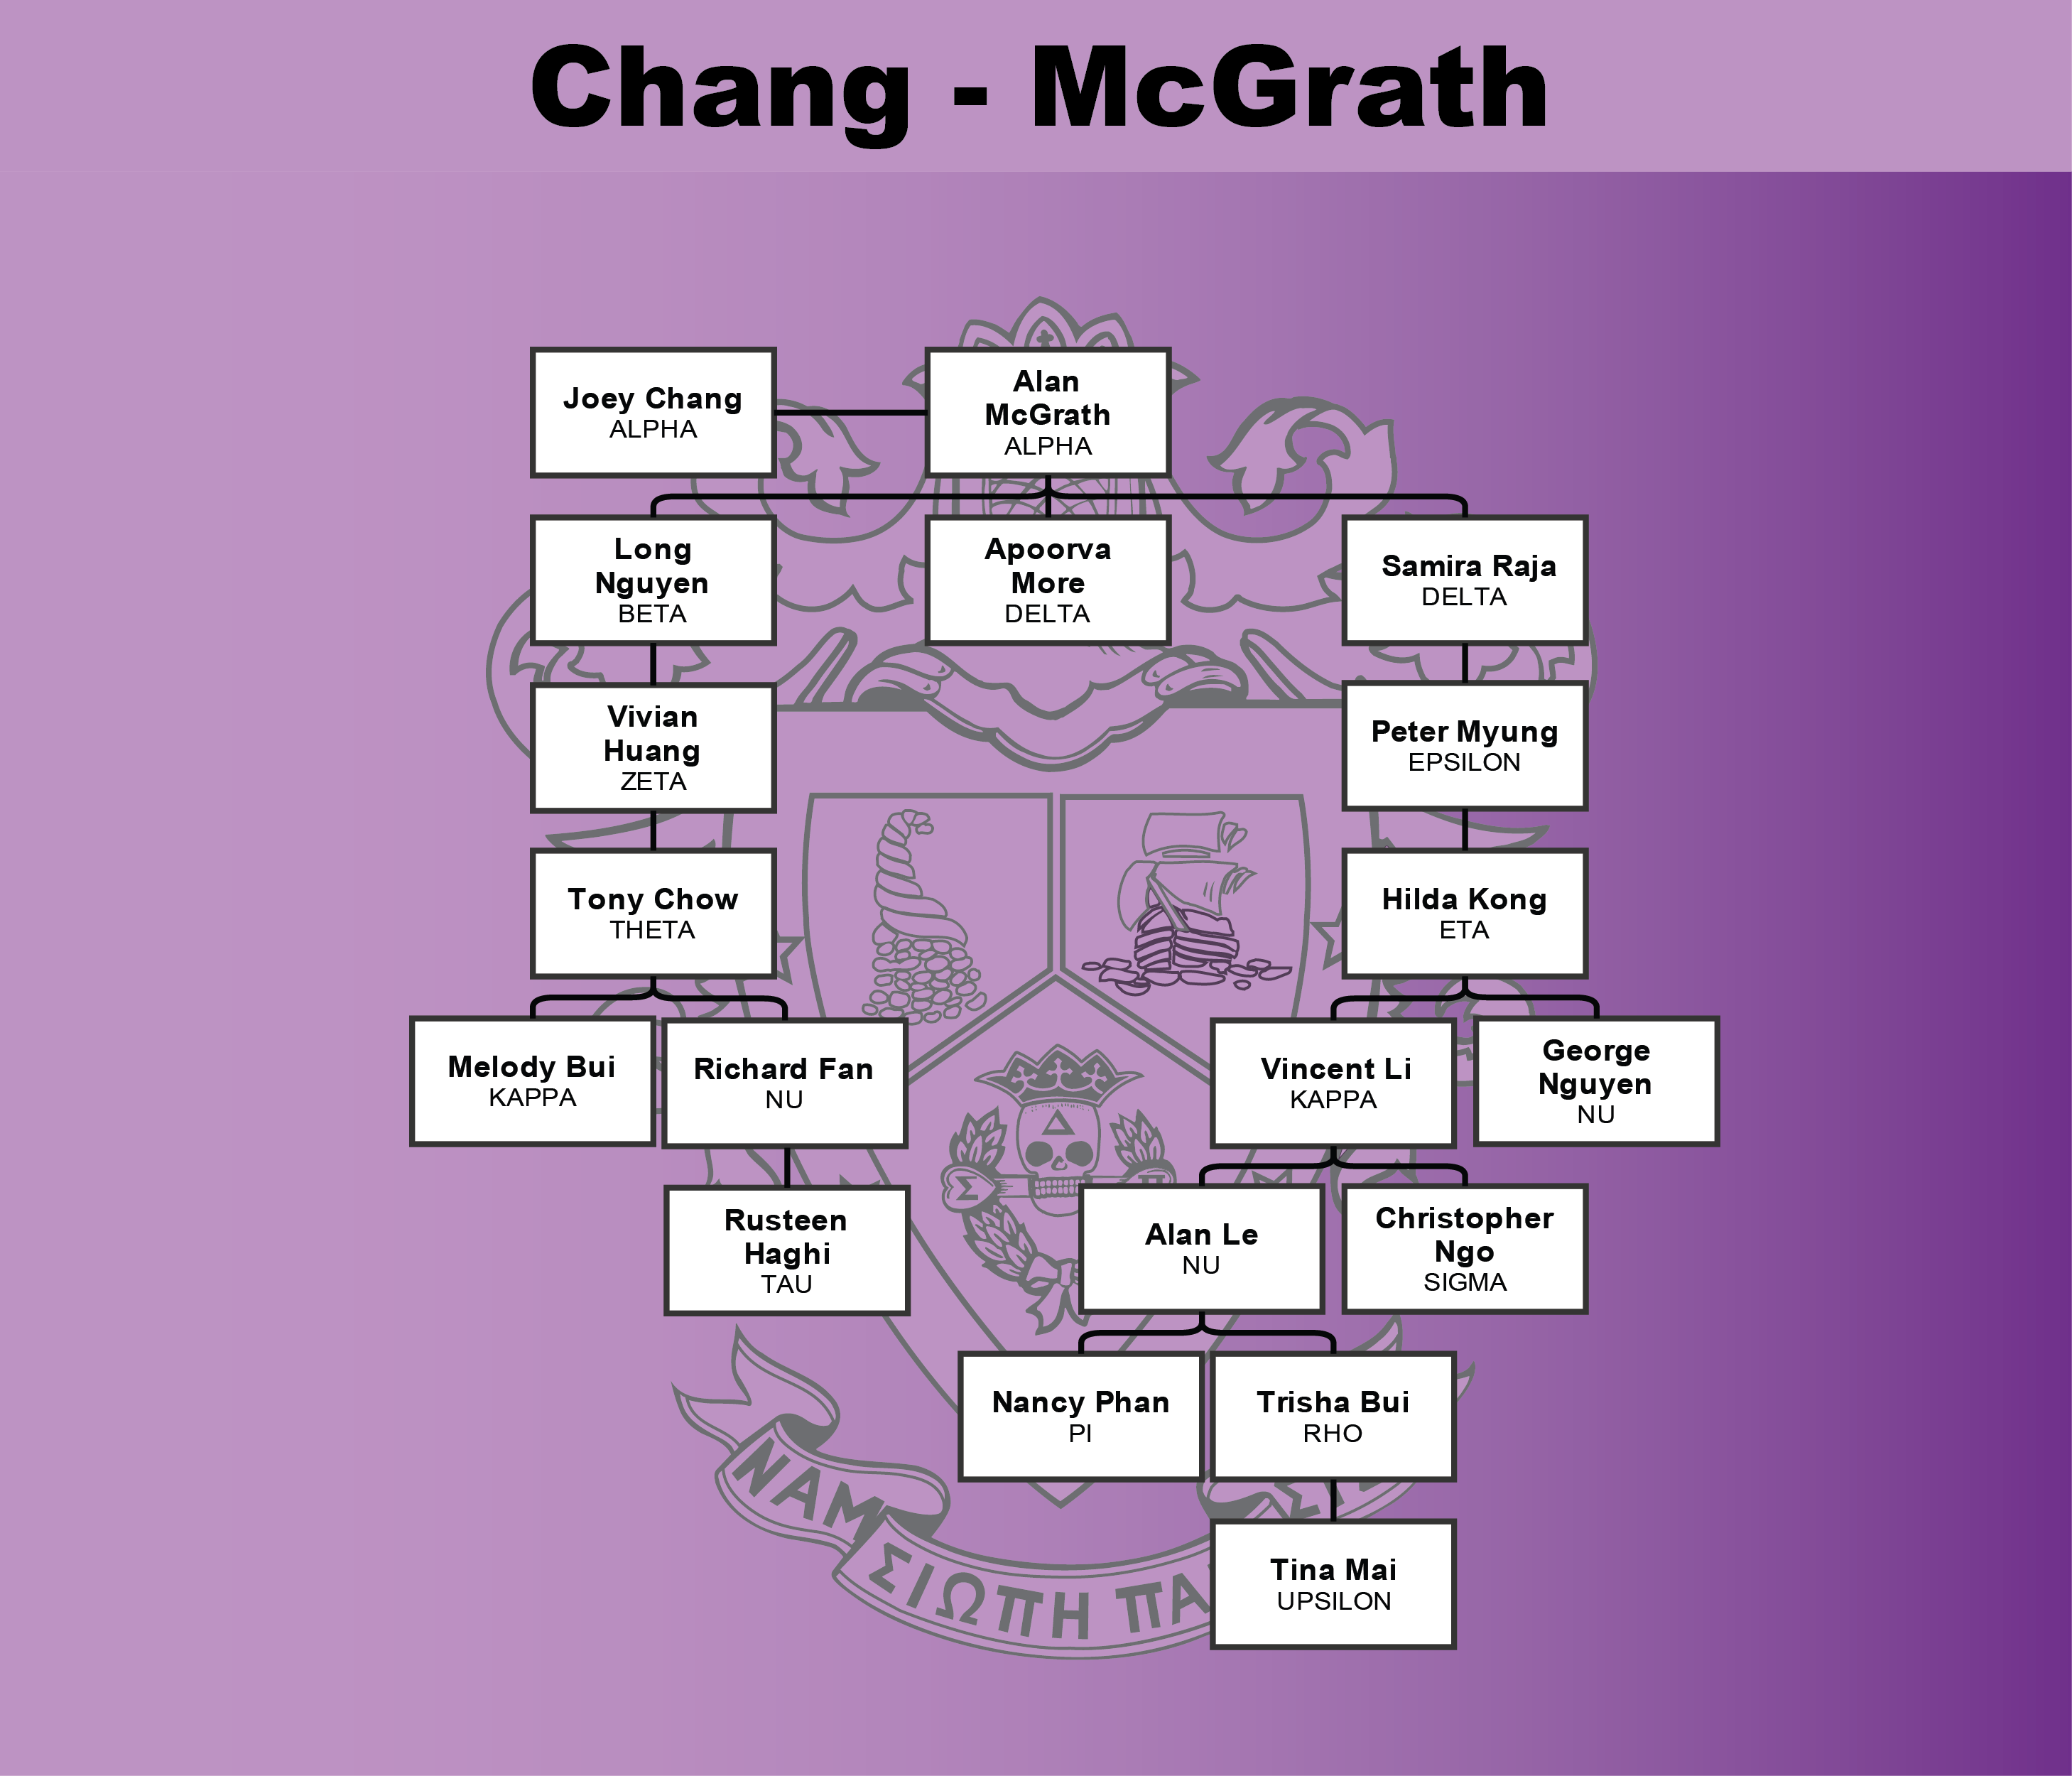 Chang - McGrath
Joey Chang
ALPHA
Alan
McGrath
ALPHA
Long
Nguyen
BETA
Apoorva
More
DELTA
Samira Raja
DELTA
Vivian
Huang
ZETA
Peter Myung
EPSILON
Tony Chow
THETA
Hilda Kong
ETA
Melody Bui
KAPPA
Richard Fan
NU
Vincent Li
KAPPA
George
Nguyen
NU
Rusteen
Haghi
TAU
Alan Le
NU
Christopher
Ngo
SIGMA
Nancy Phan
PI
Trisha Bui
RHO
Tina Mai
UPSILON
Δ
Σ
ΝΑΜ
ΣΙΩΠΗ ΠΑ